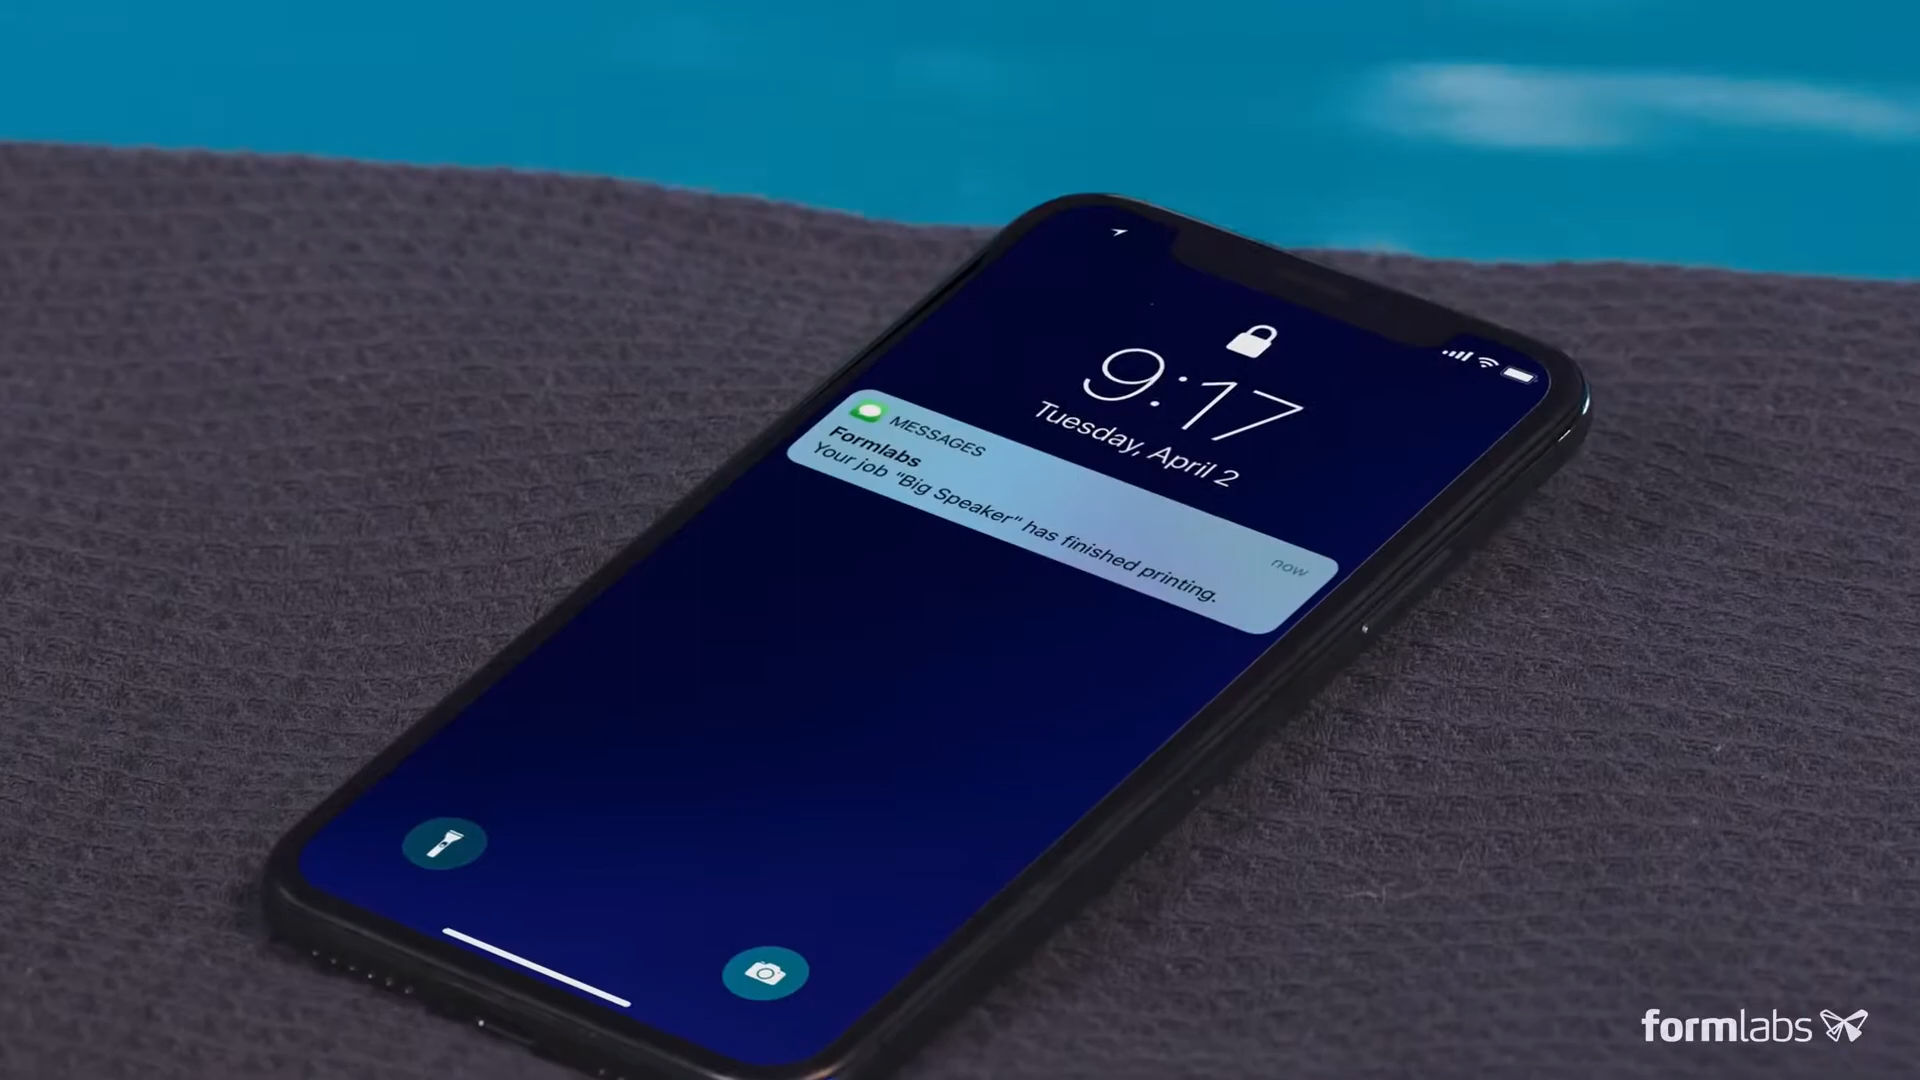 9:17
Tuesday, April 2
MESSAGES
now
Formlabs
Your job "Big Speaker" has finished printing.
formlabs